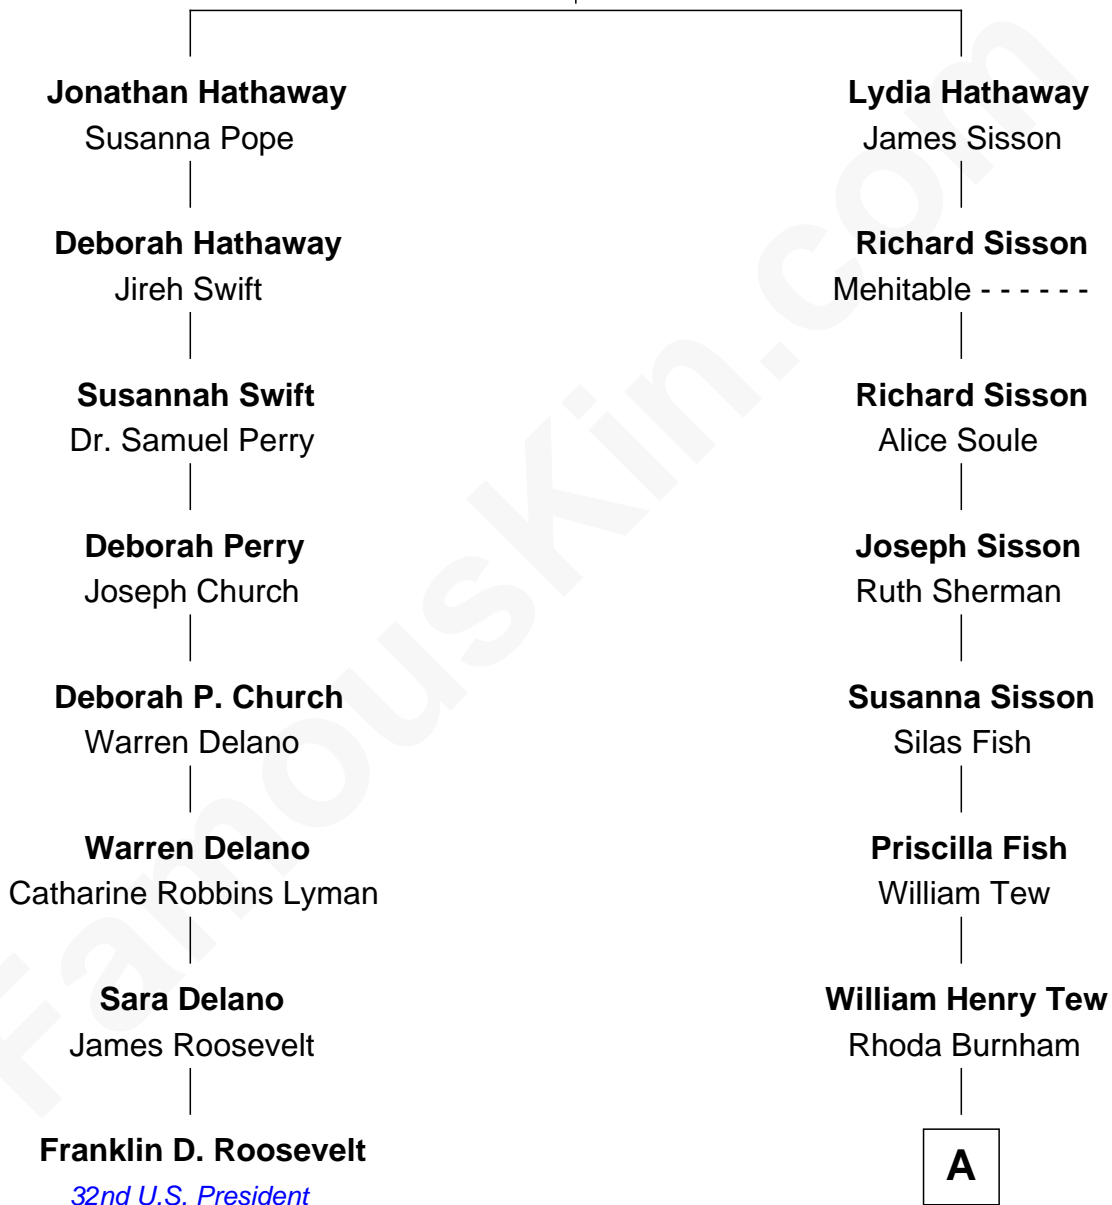 Jonathan Hathaway
Susanna Pope
Lydia Hathaway
James Sisson
Deborah Hathaway
Jireh Swift
Richard Sisson
Mehitable - - - - - -
Susannah Swift
Dr. Samuel Perry
Richard Sisson
Alice Soule
Deborah Perry
Joseph Church
Joseph Sisson
Ruth Sherman
Deborah P. Church
Warren Delano
Susanna Sisson
Silas Fish
Warren Delano
Catharine Robbins Lyman
Priscilla Fish
William Tew
Sara Delano
James Roosevelt
William Henry Tew
Rhoda Burnham
Franklin D. Roosevelt
32nd U.S. President
A
FamousKin.com